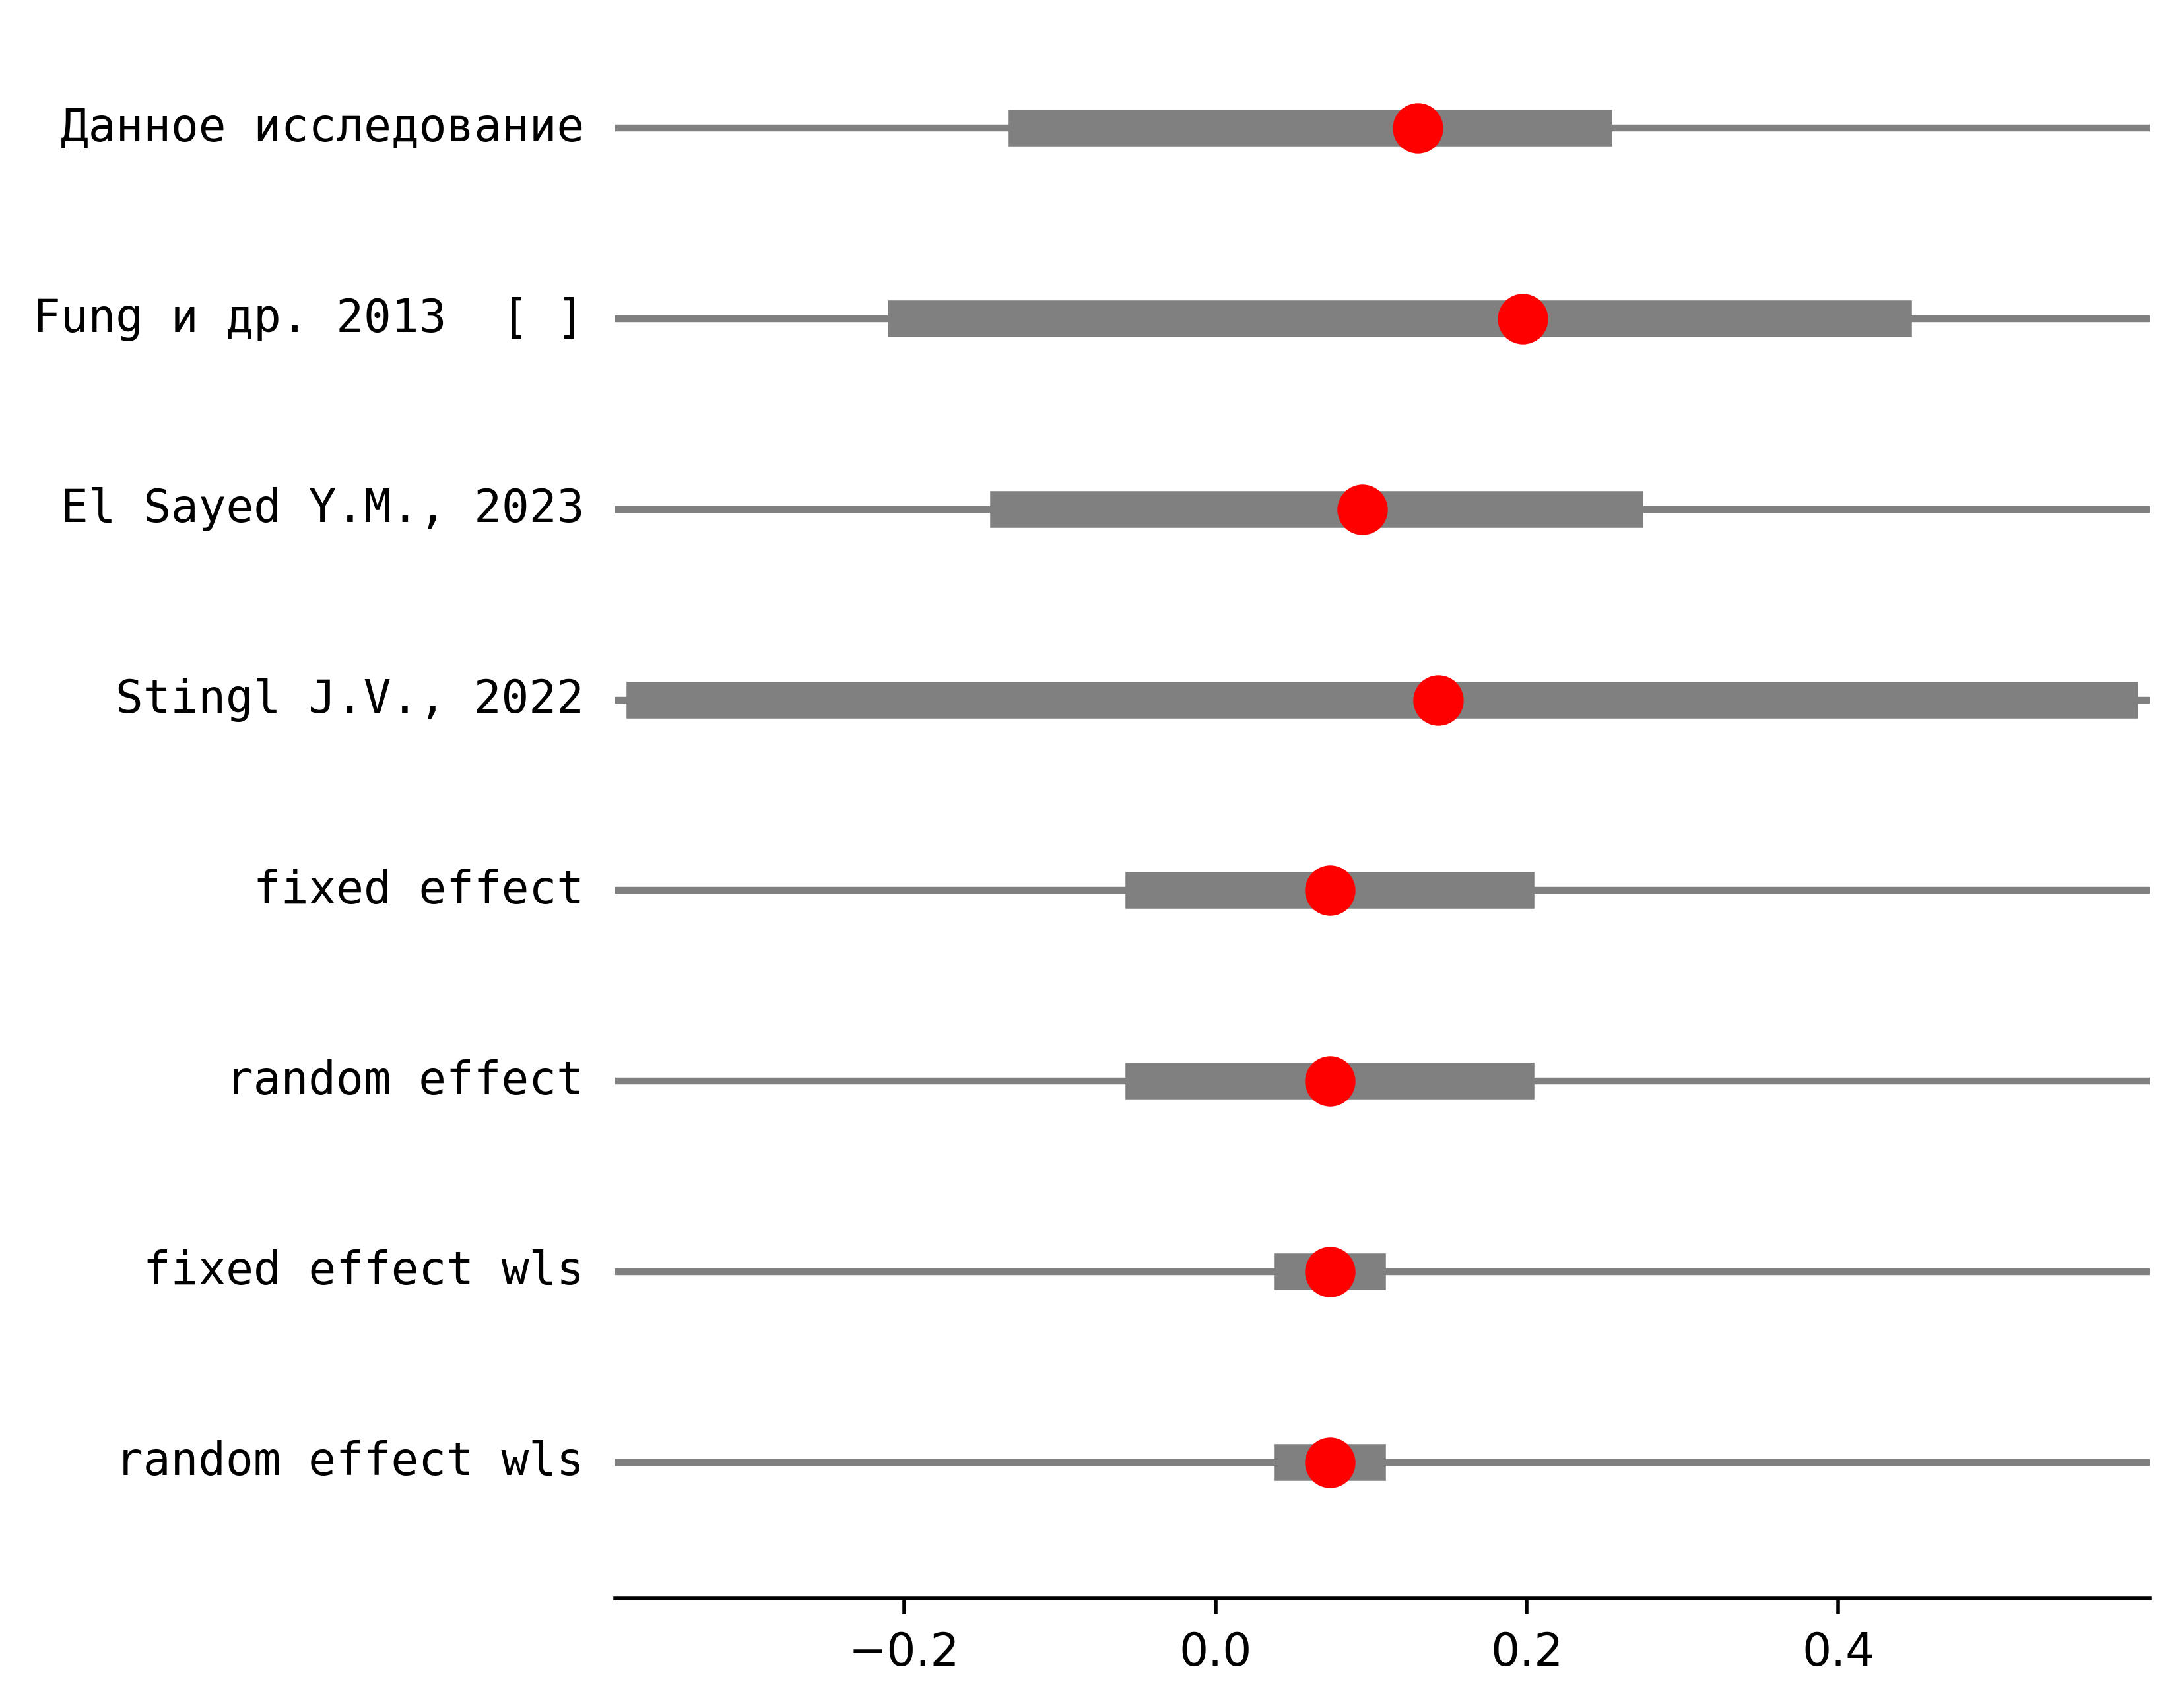 Данное исследование
Fung и др. 2013  [ ]
El Sayed Y.M., 2023
Stingl J.V., 2022
fixed effect
random effect
fixed effect wls
random effect wls
−0.2 0.0 0.2 0.4